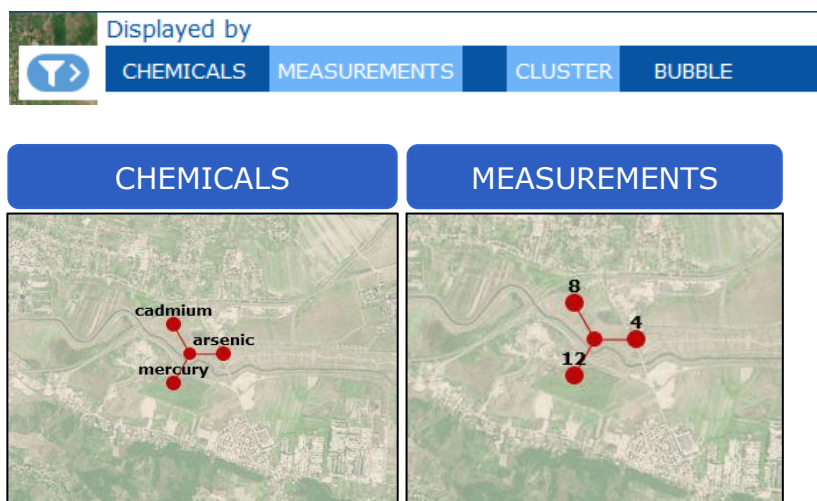 Displayed by
CHEMICALS MEASUREMENTS CLUSTER BUBBLE
CHEMICALS MEASUREMENTS
cadmium
arsenic
mercury
8
4
12